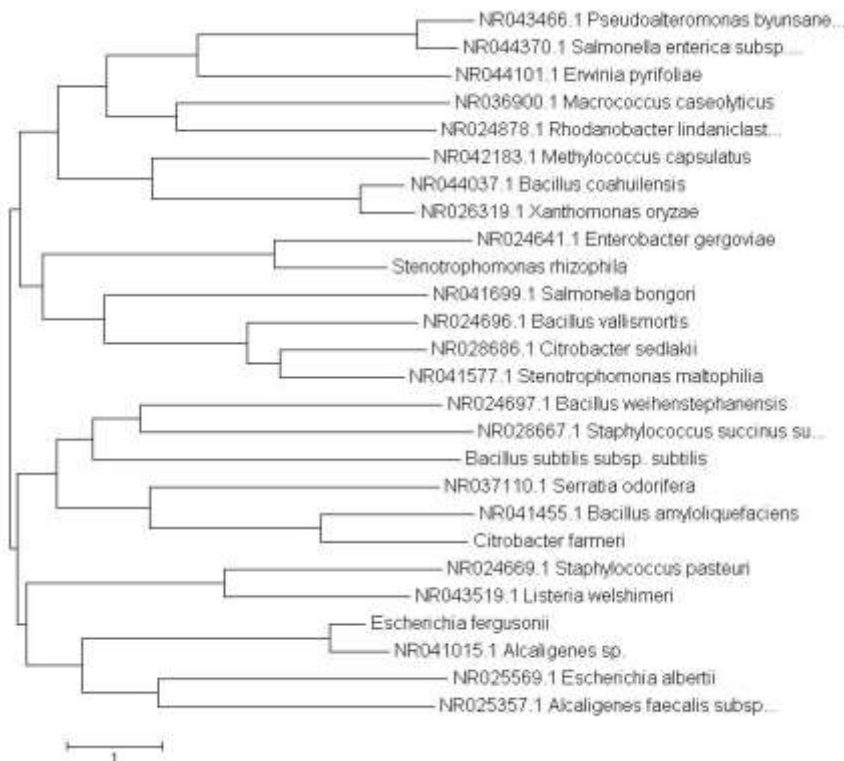 NR043466.1 Pseudoalteromonas byunsane...
NR044370.1 Salmonella enterica subsp....
NR044101.1 Erwinia pyrifoliae
NR036900.1 Macrococcus caseolyticus
NR024878.1 Rhodanobacter lindaniclast...
NR042183.1 Methylococcus capsulatus
NR044037.1 Bacillus coahuilensis
NR026319.1 Xanthomonas oryzae
NR024641.1 Enterobacter gergoviae
Stenotrophomonas rhizophila
NR041699.1 Salmonella bongori
NR024696.1 Bacillus vallismortis
NR028686.1 Citrobacter sedlakii
NR041577.1 Stenotrophomonas maltophilia
NR024697.1 Bacillus weihenstephanensis
NR028667.1 Staphylococcus succinus su...
Bacillus subtilis subsp. subtilis
NR037110.1 Serratia odorifera
NR041455.1 Bacillus amyloliquefaciens
Citrobacter farmeri
NR024669.1 Staphylococcus pasteuri
NR043519.1 Listeria welshimeri
Escherichia fergusonii
NR041015.1 Alcaligenes sp.
NR025569.1 Escherichia albertii
NR025357.1 Alcaligenes faecalis subsp...
1